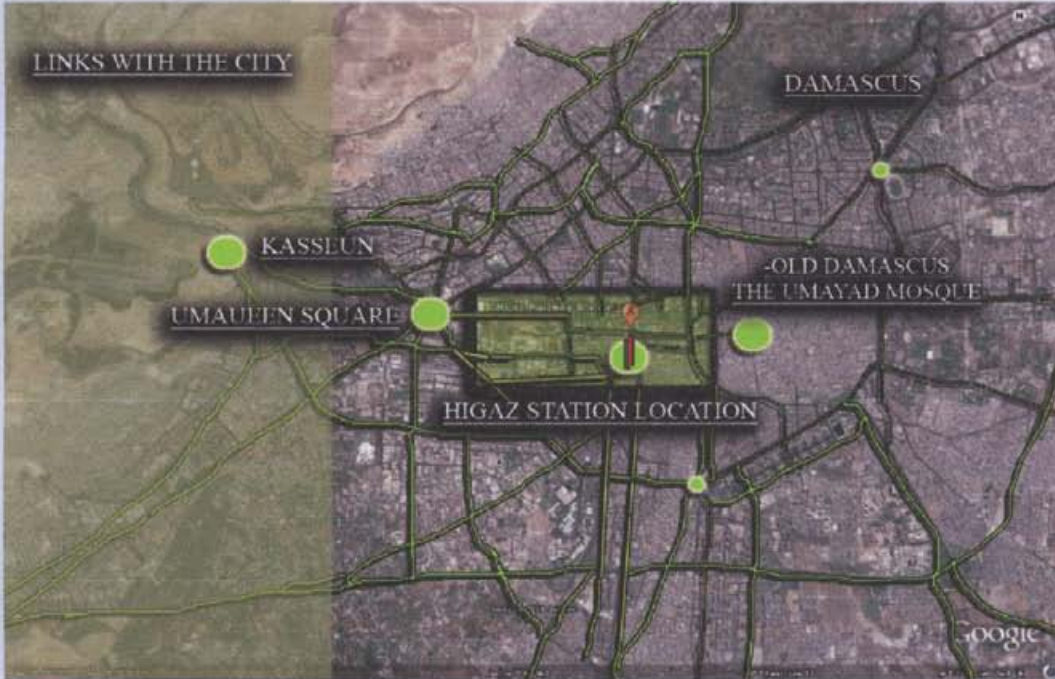 LINKS WITH THE CITY
DAMASCUS
KASSEUN
-OLD DAMASCUS
THE UMAYAD MOSQUE
UMAUEEN SQUARE
HIGAZ STATION LOCATION
Google